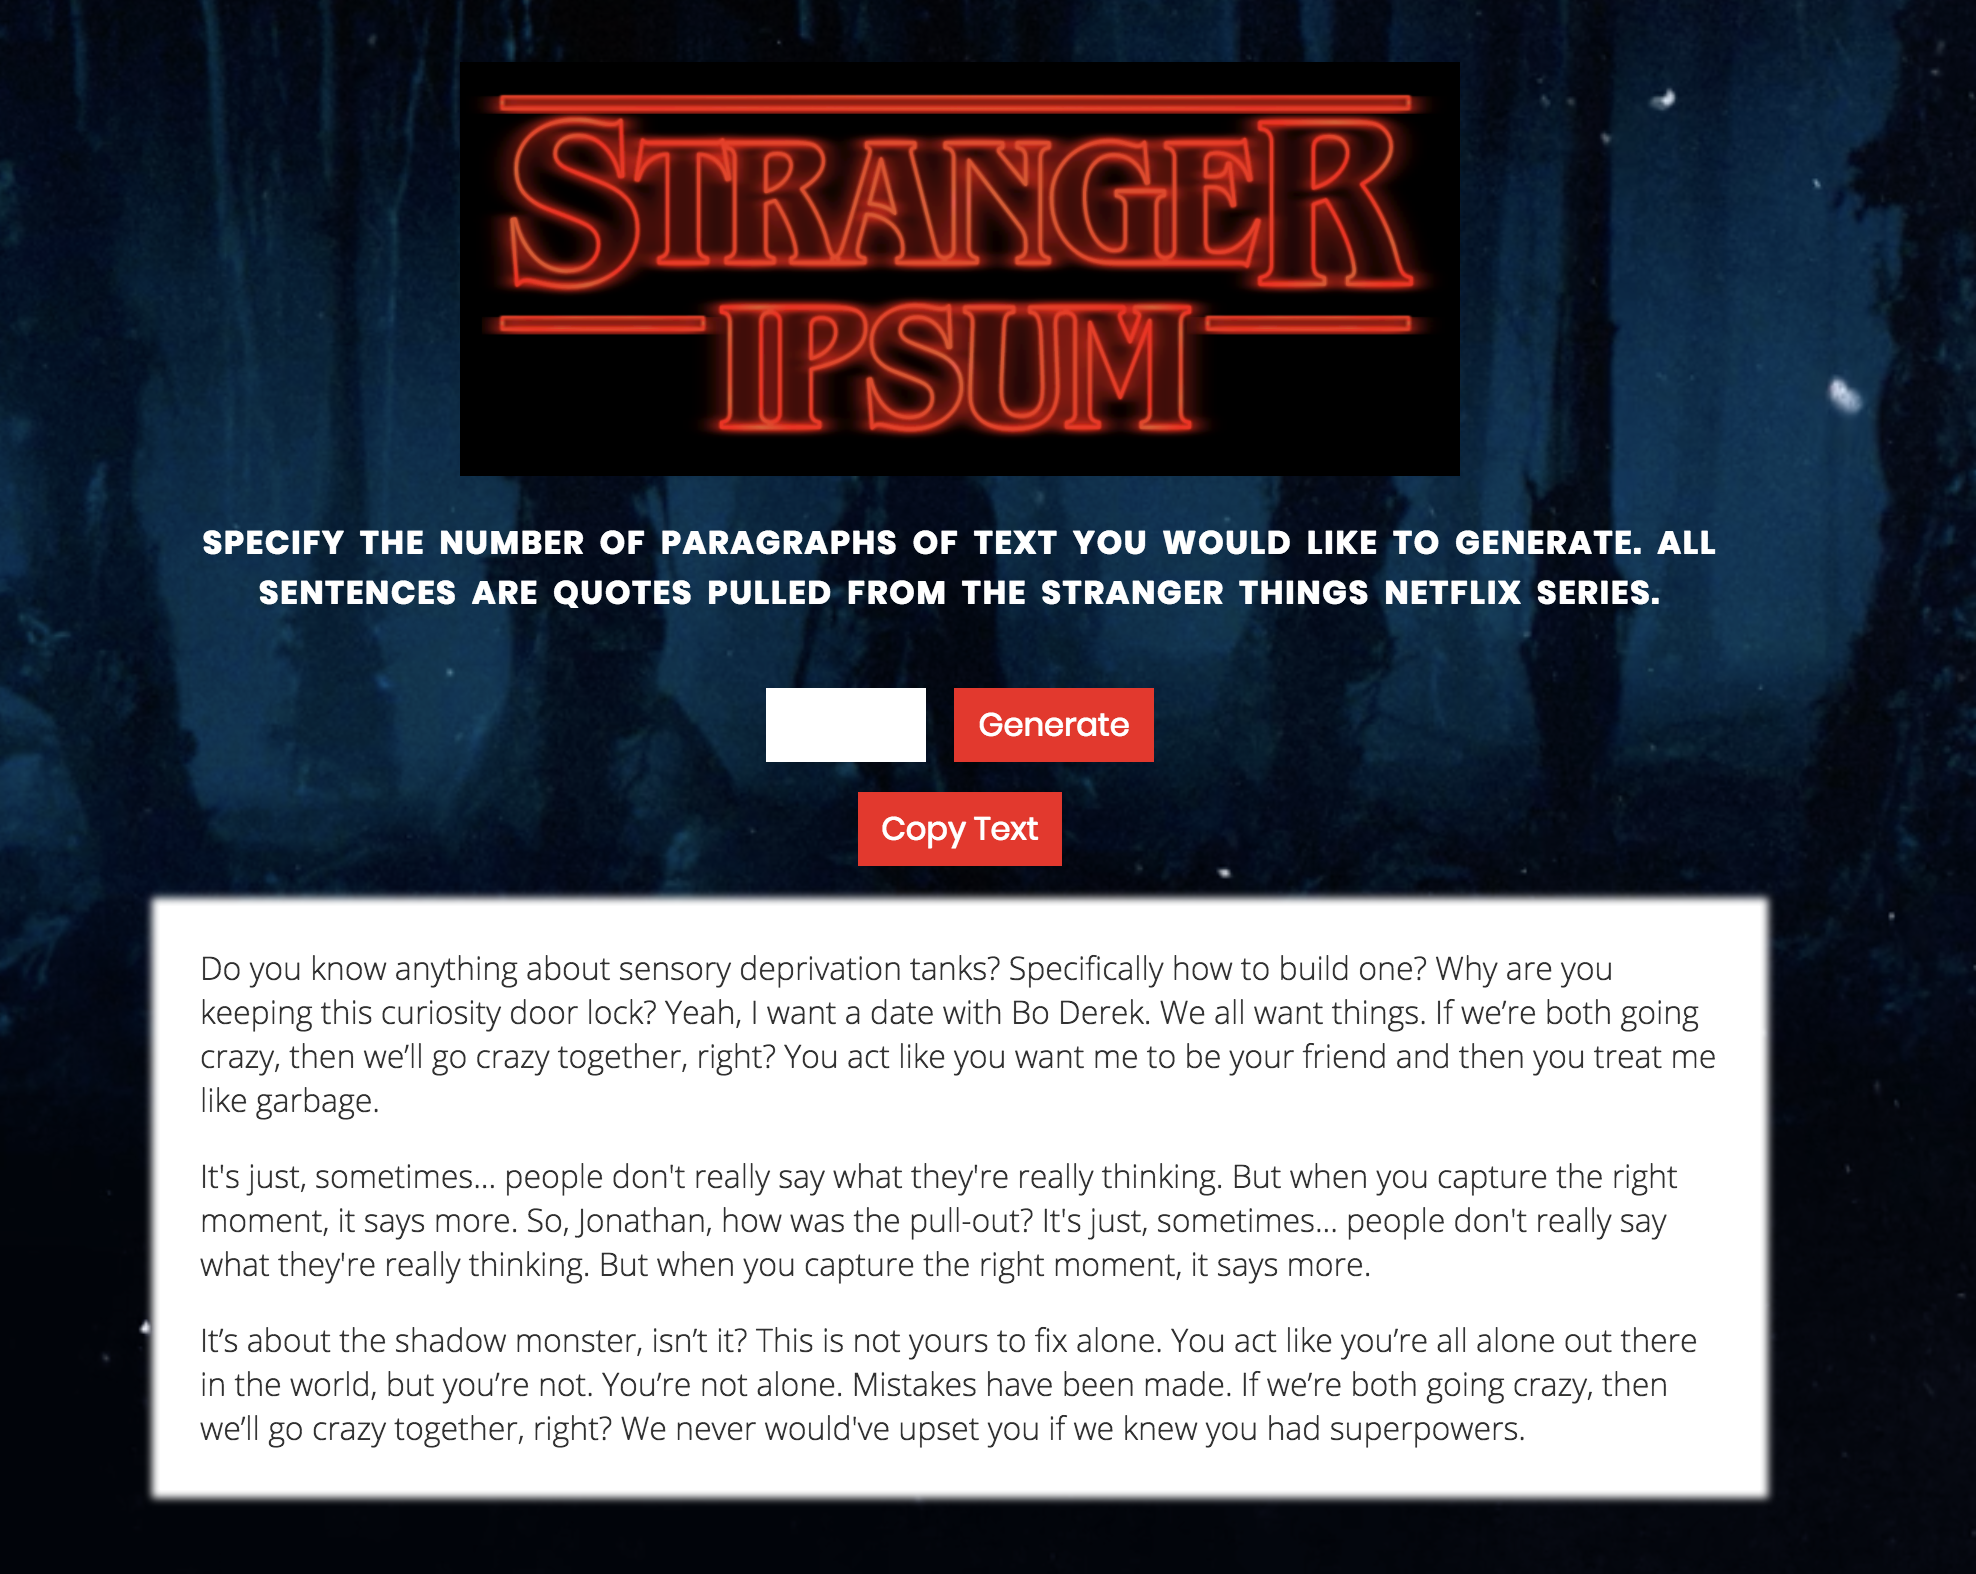 STRANGER
IPSUM
SPECIFY THE NUMBER OF PARAGRAPHS OF TEXT YOU WOULD LIKE TO GENERATE. ALL
SENTENCES ARE QUOTES PULLED FROM THE STRANGER THINGS NETFLIX SERIES.
Generate
Copy Text
Do you know anything about sensory deprivation tanks? Specifically how to build one? Why are you
keeping this curiosity door lock? Yeah, I want a date with Bo Derek. We all want things. If we’re both going
crazy, then we’ll go crazy together, right? You act like you want me to be your friend and then you treat me
like garbage.
It's just, sometimes... people don't really say what they're really thinking. But when you capture the right
moment, it says more. So, Jonathan, how was the pull-out? It's just, sometimes... people don't really say
what they're really thinking. But when you capture the right moment, it says more.
It’s about the shadow monster, isn’t it? This is not yours to fix alone. You act like you’re all alone out there
in the world, but you’re not. You’re not alone. Mistakes have been made. If we’re both going crazy, then
we’ll go crazy together, right? We never would've upset you if we knew you had superpowers.